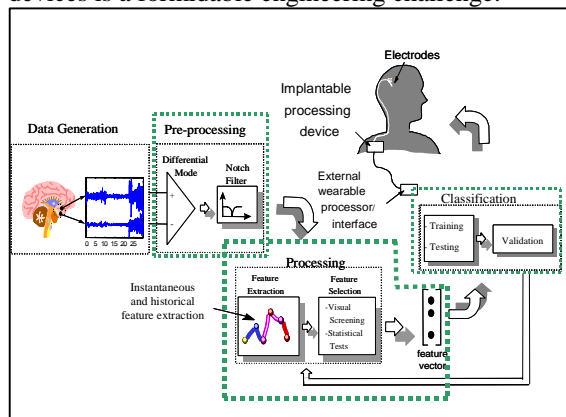 devices is a formidable engineering challenge.
Electrodes
Implantable
processing
device
Data Generation
Pre-processing
Differential
Mode
Notch
Filter
+
-
0 5 10 15 20 25
External
wearable
processor/
interface
Classification
- Training
- Testing
Validation
Processing
Instantaneous
and historical
feature extraction
Feature
Extraction
Feature
Selection
-Visual
Screening
-Statistical
Tests
feature
vector